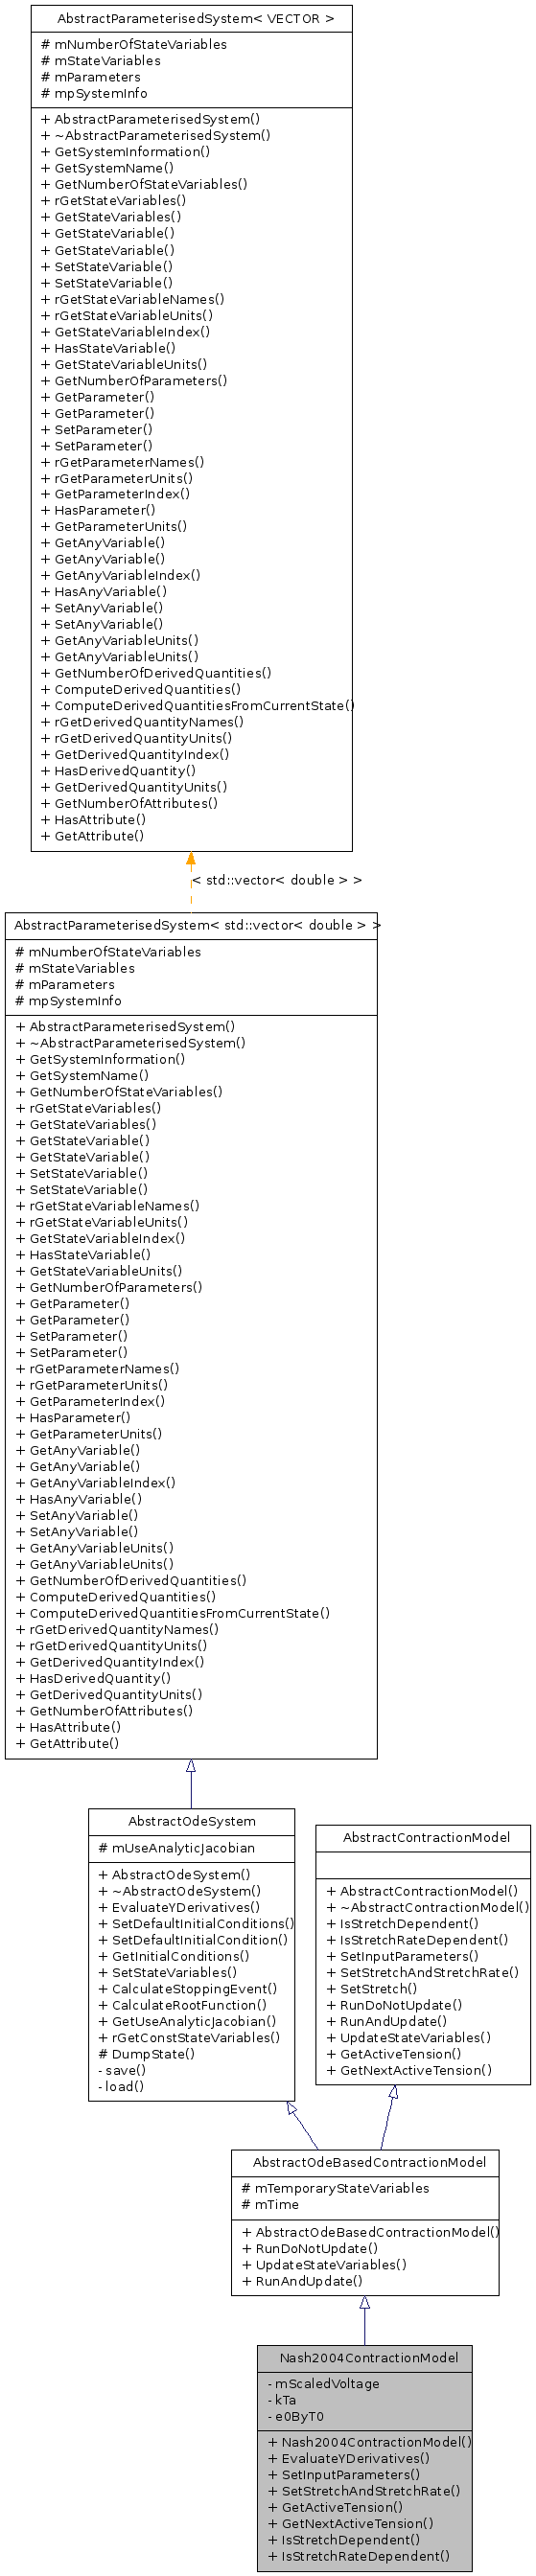 AbstractParameterisedSystem< VECTOR >
# mNumberOfStateVariables
# mStateVariables
# mParameters
# mpSystemInfo
+ AbstractParameterisedSystem()
+ ~AbstractParameterisedSystem()
+ GetSystemInformation()
+ GetSystemName()
+ GetNumberOfStateVariables()
+ rGetStateVariables()
+ GetStateVariables()
+ GetStateVariable()
+ GetStateVariable()
+ SetStateVariable()
+ SetStateVariable()
+ rGetStateVariableNames()
+ rGetStateVariableUnits()
+ GetStateVariableIndex()
+ HasStateVariable()
+ GetStateVariableUnits()
+ GetNumberOfParameters()
+ GetParameter()
+ GetParameter()
+ SetParameter()
+ SetParameter()
+ rGetParameterNames()
+ rGetParameterUnits()
+ GetParameterIndex()
+ HasParameter()
+ GetParameterUnits()
+ GetAnyVariable()
+ GetAnyVariable()
+ GetAnyVariableIndex()
+ HasAnyVariable()
+ SetAnyVariable()
+ SetAnyVariable()
+ GetAnyVariableUnits()
+ GetAnyVariableUnits()
+ GetNumberOfDerivedQuantities()
+ ComputeDerivedQuantities()
+ ComputeDerivedQuantitiesFromCurrentState()
+ rGetDerivedQuantityNames()
+ rGetDerivedQuantityUnits()
+ GetDerivedQuantityIndex()
+ HasDerivedQuantity()
+ GetDerivedQuantityUnits()
+ GetNumberOfAttributes()
+ HasAttribute()
+ GetAttribute()
< std::vector< double > >
AbstractParameterisedSystem< std::vector< double > >
# mNumberOfStateVariables
# mStateVariables
# mParameters
# mpSystemInfo
+ AbstractParameterisedSystem()
+ ~AbstractParameterisedSystem()
+ GetSystemInformation()
+ GetSystemName()
+ GetNumberOfStateVariables()
+ rGetStateVariables()
+ GetStateVariables()
+ GetStateVariable()
+ GetStateVariable()
+ SetStateVariable()
+ SetStateVariable()
+ rGetStateVariableNames()
+ rGetStateVariableUnits()
+ GetStateVariableIndex()
+ HasStateVariable()
+ GetStateVariableUnits()
+ GetNumberOfParameters()
+ GetParameter()
+ GetParameter()
+ SetParameter()
+ SetParameter()
+ rGetParameterNames()
+ rGetParameterUnits()
+ GetParameterIndex()
+ HasParameter()
+ GetParameterUnits()
+ GetAnyVariable()
+ GetAnyVariable()
+ GetAnyVariableIndex()
+ HasAnyVariable()
+ SetAnyVariable()
+ SetAnyVariable()
+ GetAnyVariableUnits()
+ GetAnyVariableUnits()
+ GetNumberOfDerivedQuantities()
+ ComputeDerivedQuantities()
+ ComputeDerivedQuantitiesFromCurrentState()
+ rGetDerivedQuantityNames()
+ rGetDerivedQuantityUnits()
+ GetDerivedQuantityIndex()
+ HasDerivedQuantity()
+ GetDerivedQuantityUnits()
+ GetNumberOfAttributes()
+ HasAttribute()
+ GetAttribute()
AbstractOdeSystem
# mUseAnalyticJacobian
+ AbstractOdeSystem()
+ ~AbstractOdeSystem()
+ EvaluateYDerivatives()
+ SetDefaultInitialConditions()
+ SetDefaultInitialCondition()
+ GetInitialConditions()
+ SetStateVariables()
+ CalculateStoppingEvent()
+ CalculateRootFunction()
+ GetUseAnalyticJacobian()
+ rGetConstStateVariables()
# DumpState()
- save()
- load()
AbstractContractionModel
+ AbstractContractionModel()
+ ~AbstractContractionModel()
+ IsStretchDependent()
+ IsStretchRateDependent()
+ SetInputParameters()
+ SetStretchAndStretchRate()
+ SetStretch()
+ RunDoNotUpdate()
+ RunAndUpdate()
+ UpdateStateVariables()
+ GetActiveTension()
+ GetNextActiveTension()
AbstractOdeBasedContractionModel
# mTemporaryStateVariables
# mTime
+ AbstractOdeBasedContractionModel()
+ RunDoNotUpdate()
+ UpdateStateVariables()
+ RunAndUpdate()
Nash2004ContractionModel
- mScaledVoltage
- kTa
- e0ByT0
+ Nash2004ContractionModel()
+ EvaluateYDerivatives()
+ SetInputParameters()
+ SetStretchAndStretchRate()
+ GetActiveTension()
+ GetNextActiveTension()
+ IsStretchDependent()
+ IsStretchRateDependent()